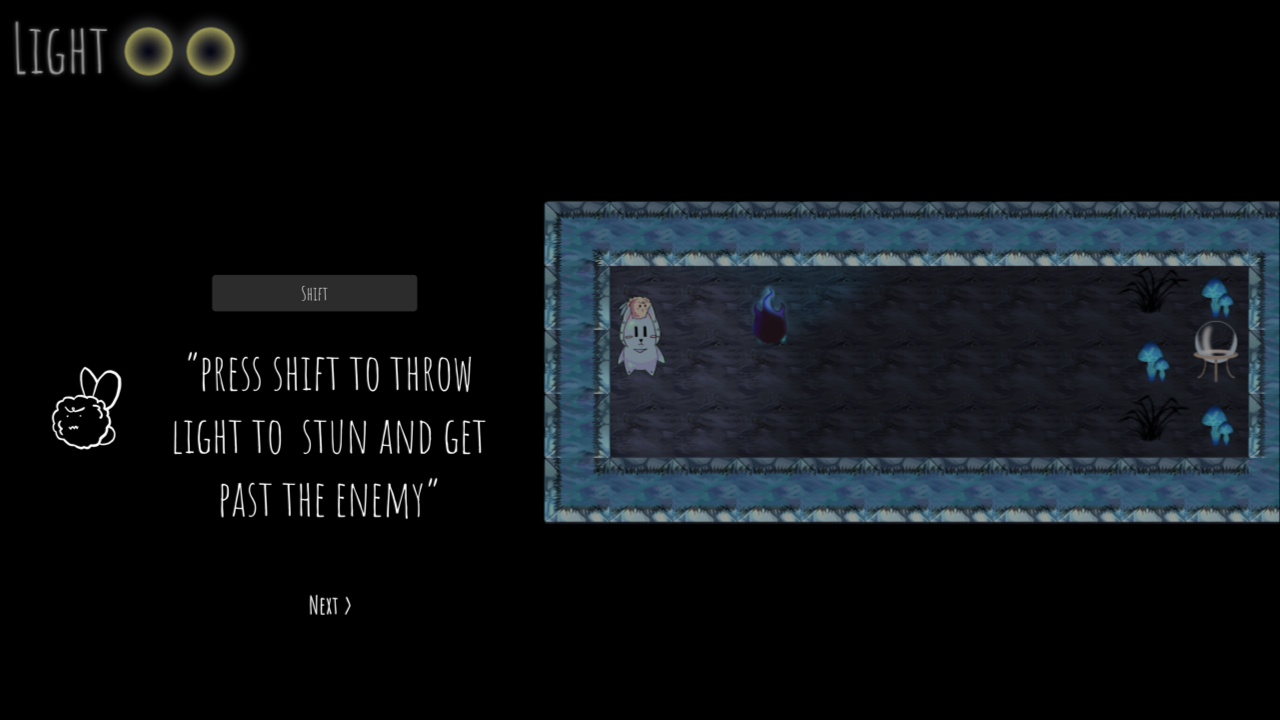 LIGHT
SHIFT
"PRESS SHIFT TO THROW
LIGHT TO STUN AND GET
PAST THE ENEMY"
NEXT >